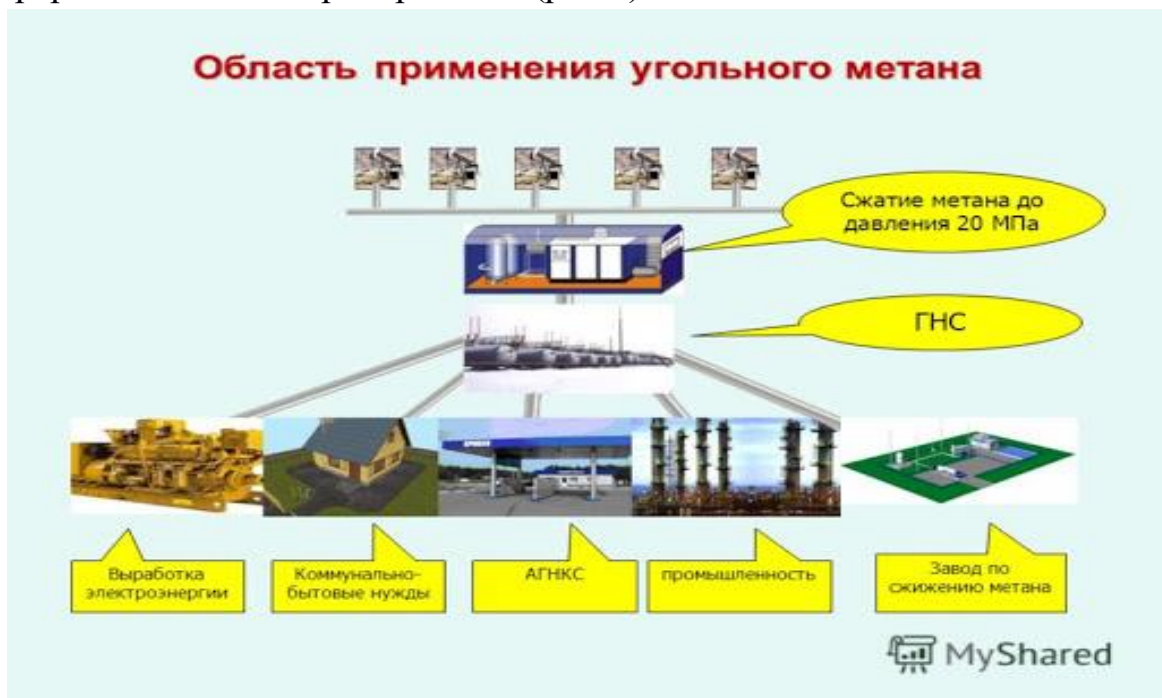 Область применения угольного метана
Сжатие метана до
давления 20 МПа
ГНС
Выработка
электроэнергии
Коммунально-
бытовые нужды
АГНКС
промышленность
Завод по
сжижению метана
MyShared